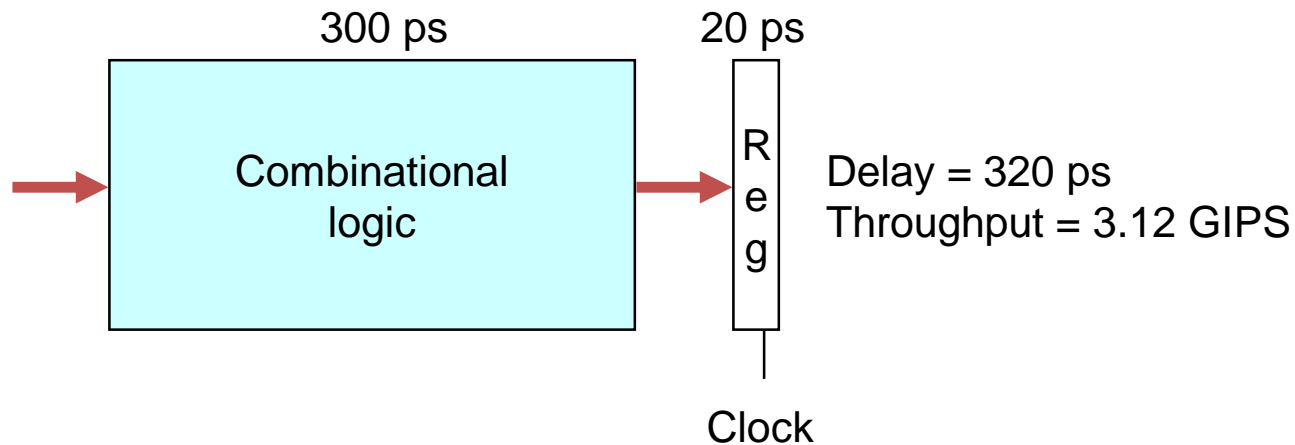 300 ps
20 ps
Combinational
logic
R
e
g
Delay = 320 ps
Throughput = 3.12 GIPS
Clock